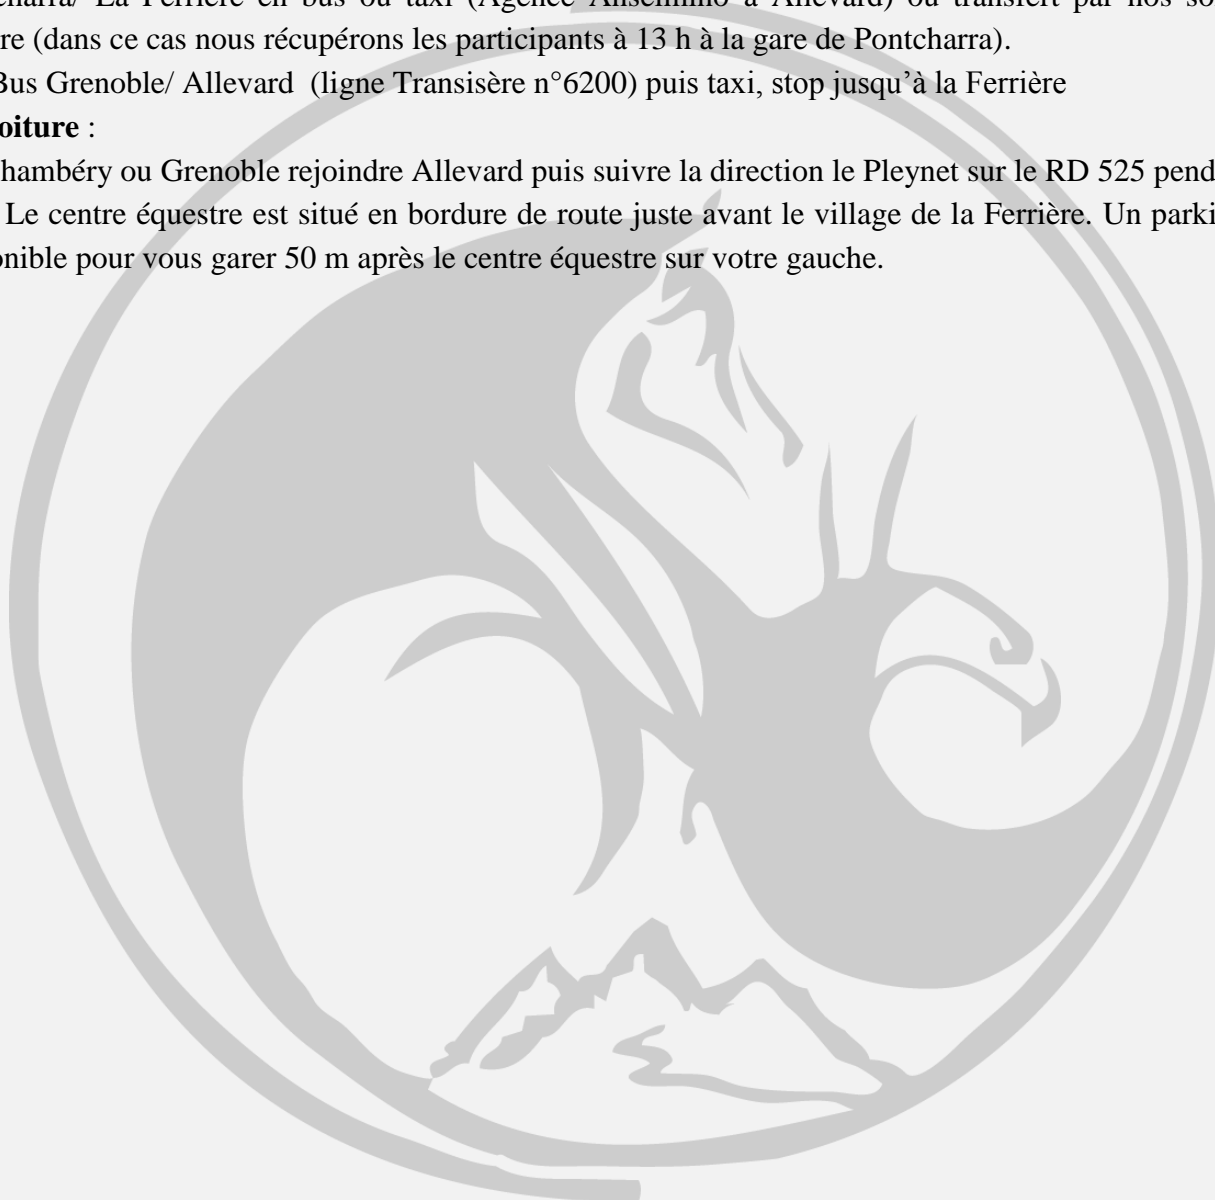 charra/ La Ferrière en bus ou taxi (Agence Anselmino à Allevard) ou transfert par nos so
re (dans ce cas nous récupérons les participants à 13 h à la gare de Pontcharra).
Bus Grenoble/ Allevard (ligne Transisère n°6200) puis taxi, stop jusqu’à la Ferrière
oiture :
hambéry ou Grenoble rejoindre Allevard puis suivre la direction le Pleynet sur le RD 525 pend
Le centre équestre est situé en bordure de route juste avant le village de la Ferrière. Un parki
onible pour vous garer 50 m après le centre équestre sur votre gauche.